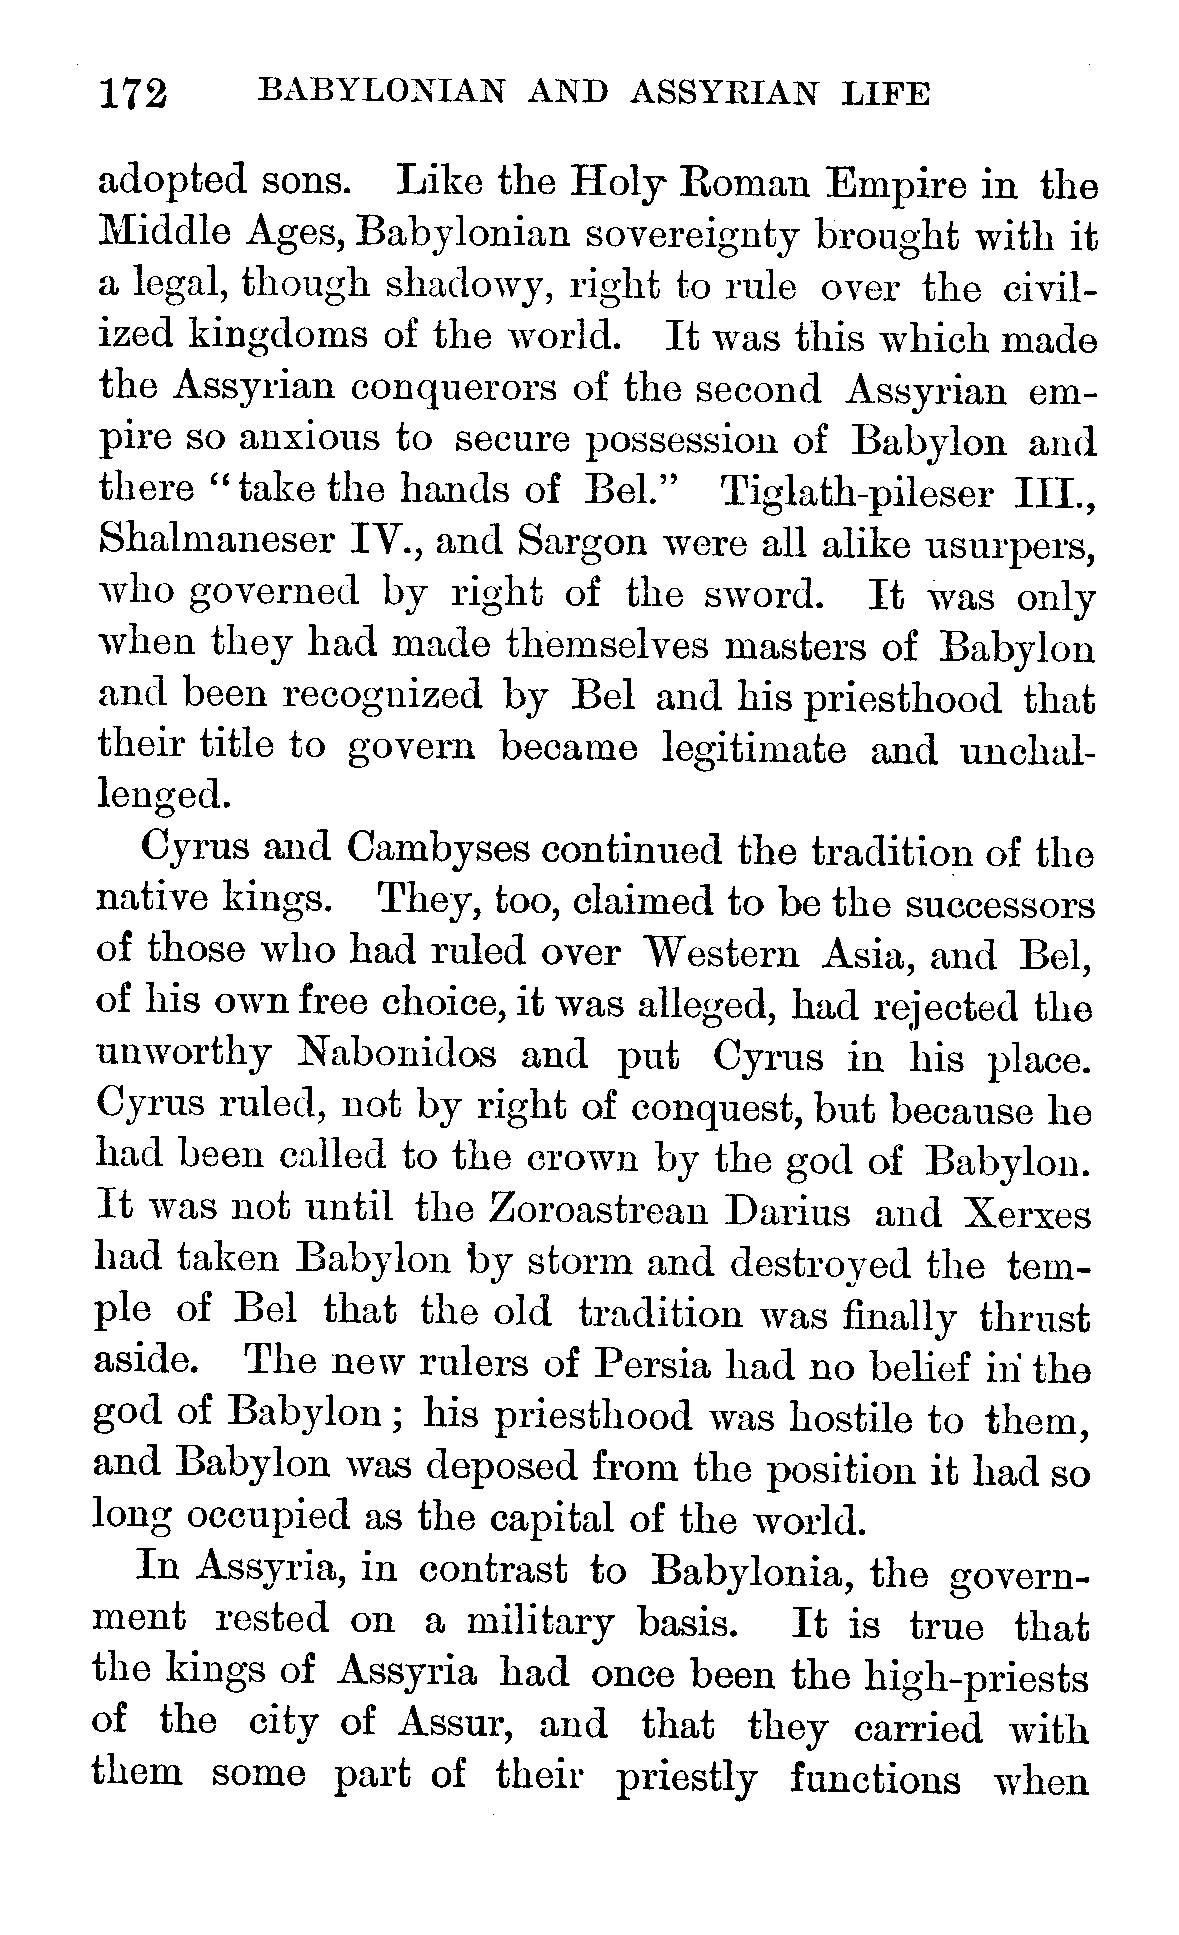 172 BABYLONIAN AND ASSYRIAN LIFE
adopted sons. Like the Holy Roman Empire in the
Middle Ages, Babylonian sovereignty brought with it
a legal, though shadowy, right to rule over the civil-
ized kingdoms of the world. It was this which made
the Assyrian conquerors of the second Assyrian em-
pire so anxious to secure possession of Babylon and
there “take the hands of Bel.” Tiglath-pileser III.,
Shalmaneser IV., and Sargon were all alike usurpers,
who governed by right of the sword. It was only
when they had made themselves masters of Babylon
and been recognized by Bel and his priesthood that
their title to govern became legitimate and unchal-
lenged.
Cyrus and Cambyses continued the tradition of the
native kings. They, too, claimed to be the successors
of those who had ruled over Western Asia, and Bel,
of his own free choice, it was alleged, had rejected the
unworthy Nabonidos and put Cyrus in his place.
Cyrus ruled, not by right of conquest, but because he
had been called to the crown by the god of Babylon.
It was not until the Zoroastrean Darius and Xerxes
had taken Babylon by storm and destroyed the tem-
ple of Bel that the old tradition was finally thrust
aside. The new rulers of Persia had no belief in the
god of Babylon; his priesthood was hostile to them,
and Babylon was deposed from the position it had so
long occupied as the capital of the world.
In Assyria, in contrast to Babylonia, the govern-
ment rested on a military basis. It is true that
the kings of Assyria had once been the high-priests
of the city of Assur, and that they carried with
them some part of their priestly functions when